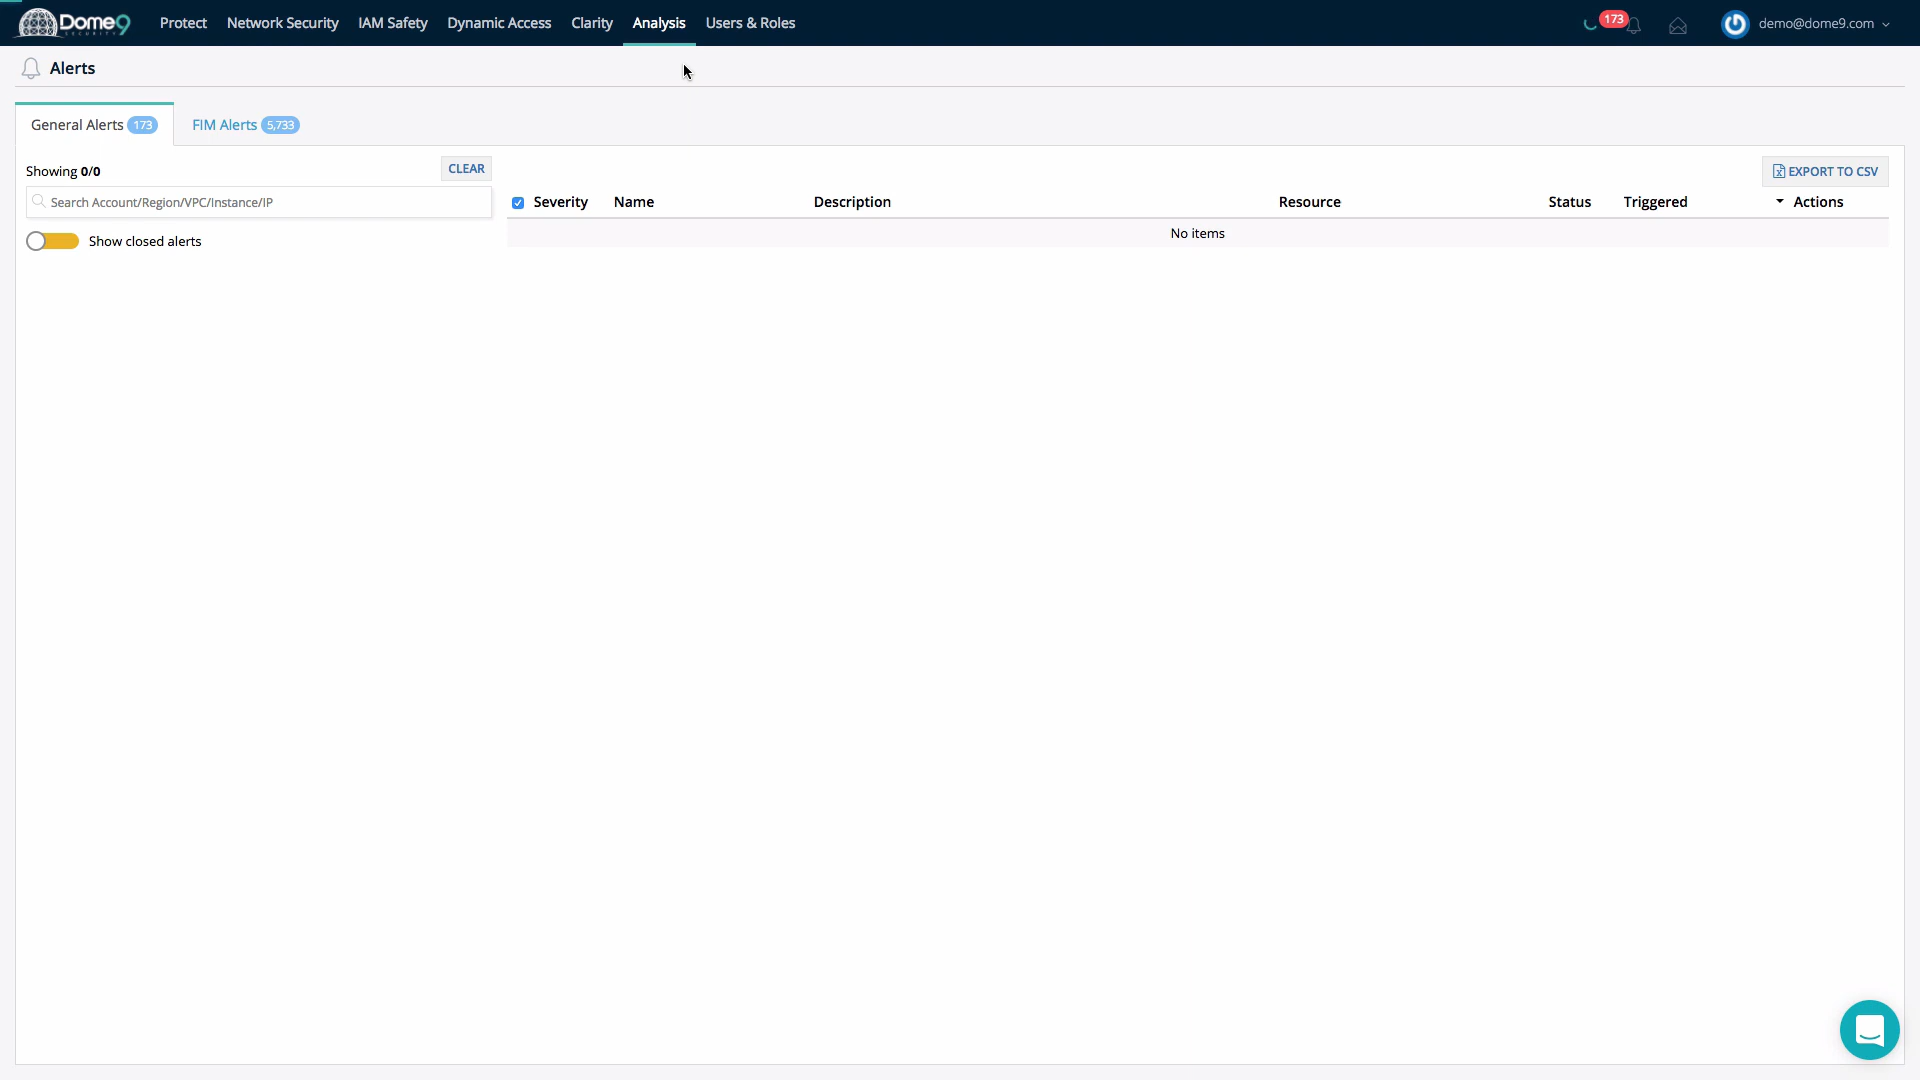 Dome9 Protect Network Security IAM Safety Dynamic Access Clarity Analysis Users & Roles 173 demo@dome9.com
SECURITY
Alerts
General Alerts 173 FIM Alerts 5,733
Showing 0/0 CLEAR EXPORT TO CSV
Search Account/Region/VPC/Instance/IP Severity Name Description Resource Status Triggered Actions
Show closed alerts No items